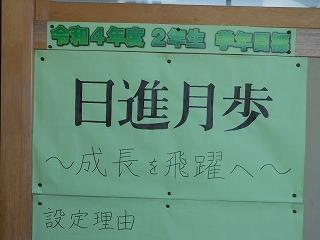 令和4年度 2年生 学年目標
日進月歩
～成長を飛躍へ～
設定理由